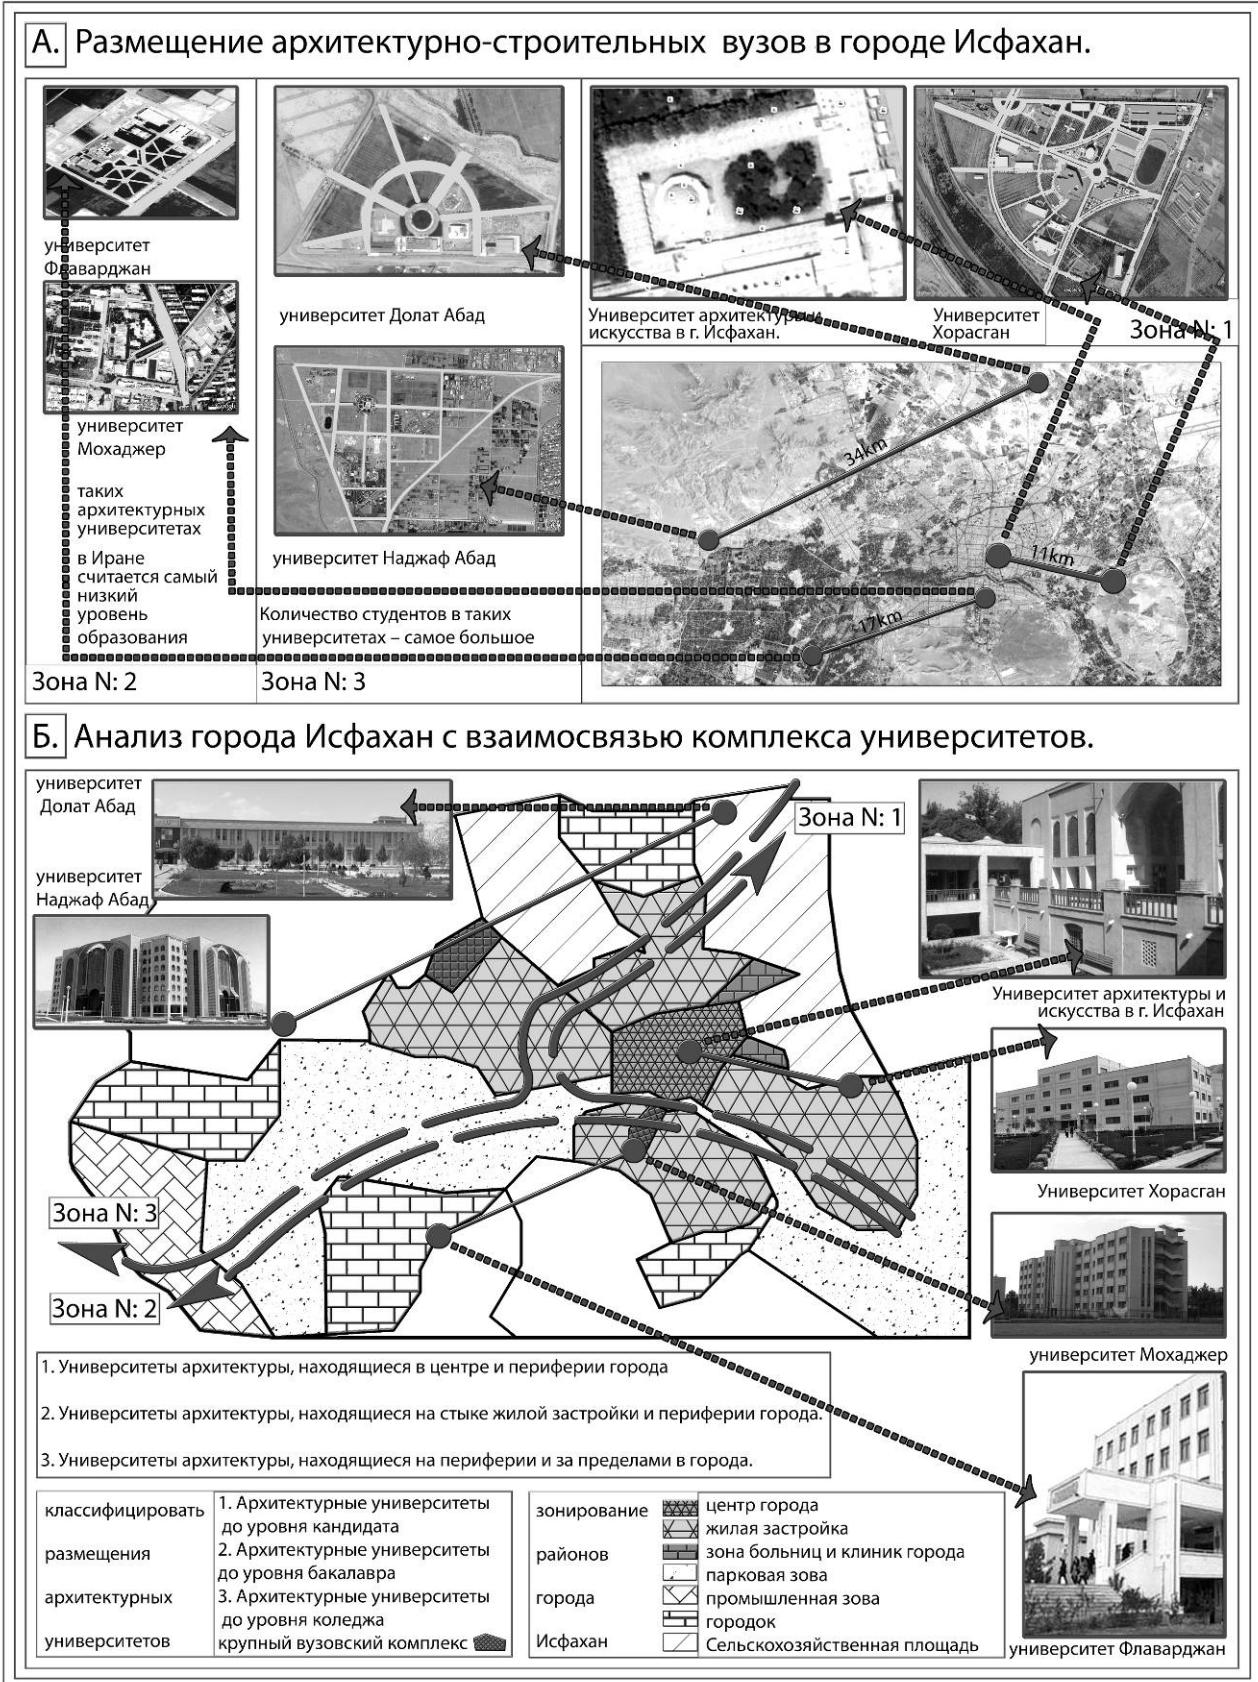 А. Размещение архитектурно-строительных вузов в городе Исфахан.
университет
Флаварджан
университет
Мохаджер
таких
архитектурных
университетах
в Иране
считается самый
низкий
уровень
образования
Зона N: 2
университет Долат Абад
университет Наджаф Абад
Количество студентов в таких
университетах – самое большое
Зона N: 3
Университет архитектуры и
искусства в г. Исфахан.
Университет
Хорасган
Зона N: 1
34km
11km
17km
Б. Анализ города Исфахан с взаимосвязью комплекса университетов.
университет
Долат Абад
университет
Наджаф Абад
Зона N: 1
Университет архитектуры и
искусства в г. Исфахан
Университет Хорасган
Зона N: 3
Зона N: 2
университет Мохаджер
1. Университеты архитектуры, находящиеся в центре и периферии города
2. Университеты архитектуры, находящиеся на стыке жилой застройки и периферии города.
3. Университеты архитектуры, находящиеся на периферии и за пределами в города.
классифицировать
размещения
архитектурных
университетов
1. Архитектурные университеты
до уровня кандидата
2. Архитектурные университеты
до уровня бакалавра
3. Архитектурные университеты
до уровня коледжа
крупный вузовский комплекс
зонирование
районов
города
Исфахан
центр города
жилая застройка
зона больниц и клиник города
парковая зова
промышленная зова
городок
Сельскохозяйственная площадь
университет Флаварджан